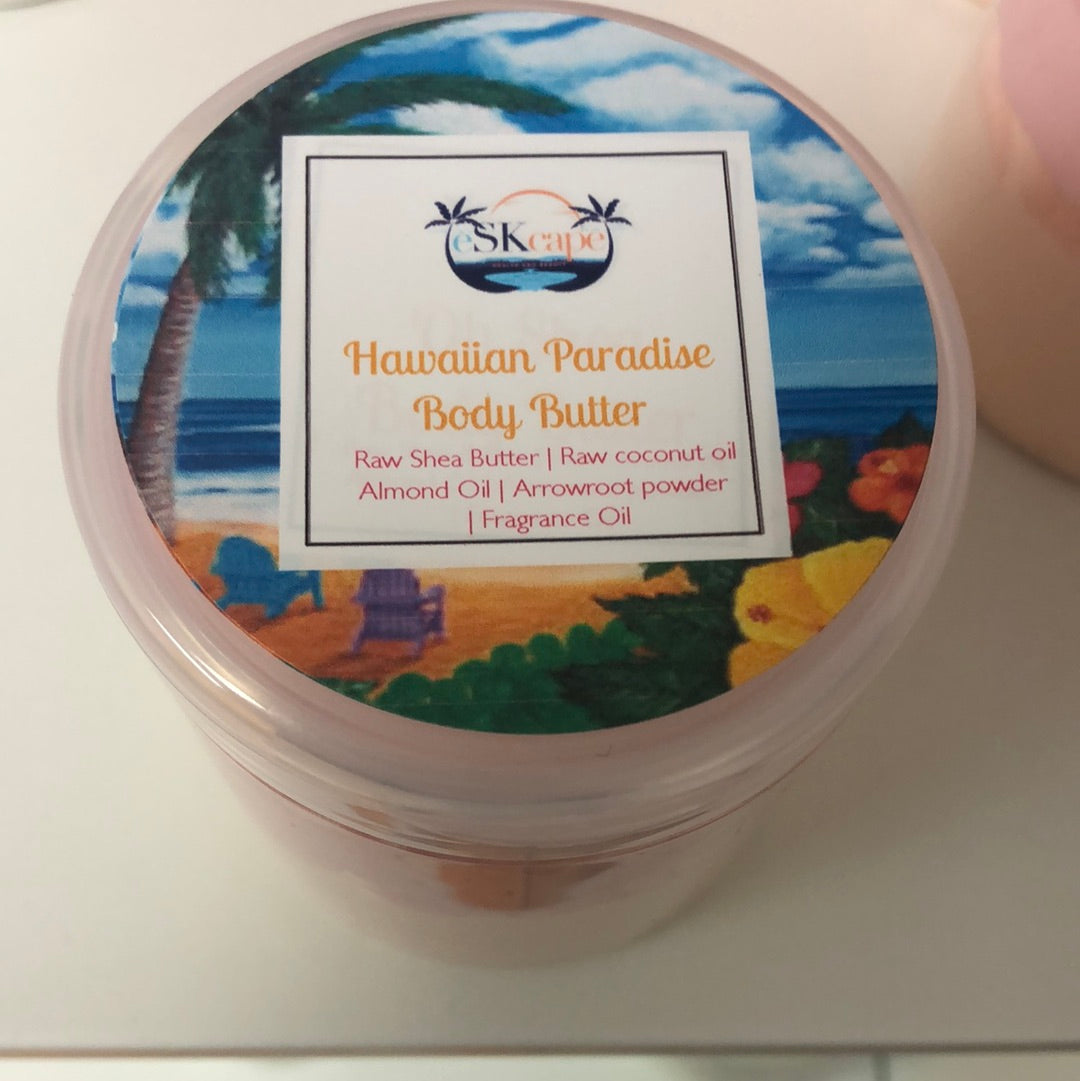 eSKcape
Hawaiian Paradise
Body Butter
Raw Shea Butter | Raw coconut oil
Almond Oil | Arrowroot powder
| Fragrance Oil